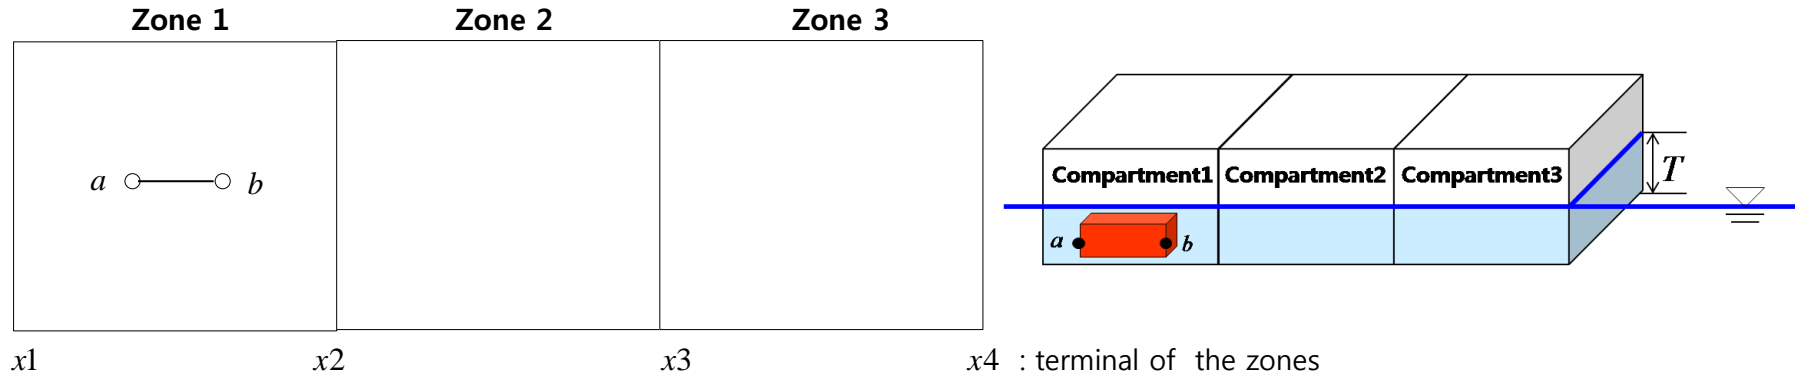 Zone 1 Zone 2 Zone 3
a b
x1 x2 x3 x4 : terminal of the zones
Compartment1 Compartment2 Compartment3
T
a b